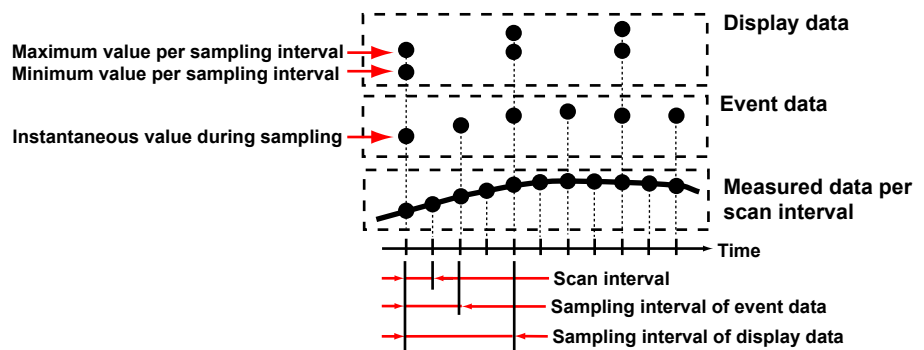 Display data
Maximum value per sampling interval
Minimum value per sampling interval
Event data
Instantaneous value during sampling
Measured data per
scan interval
Time
Scan interval
Sampling interval of event data
Sampling interval of display data